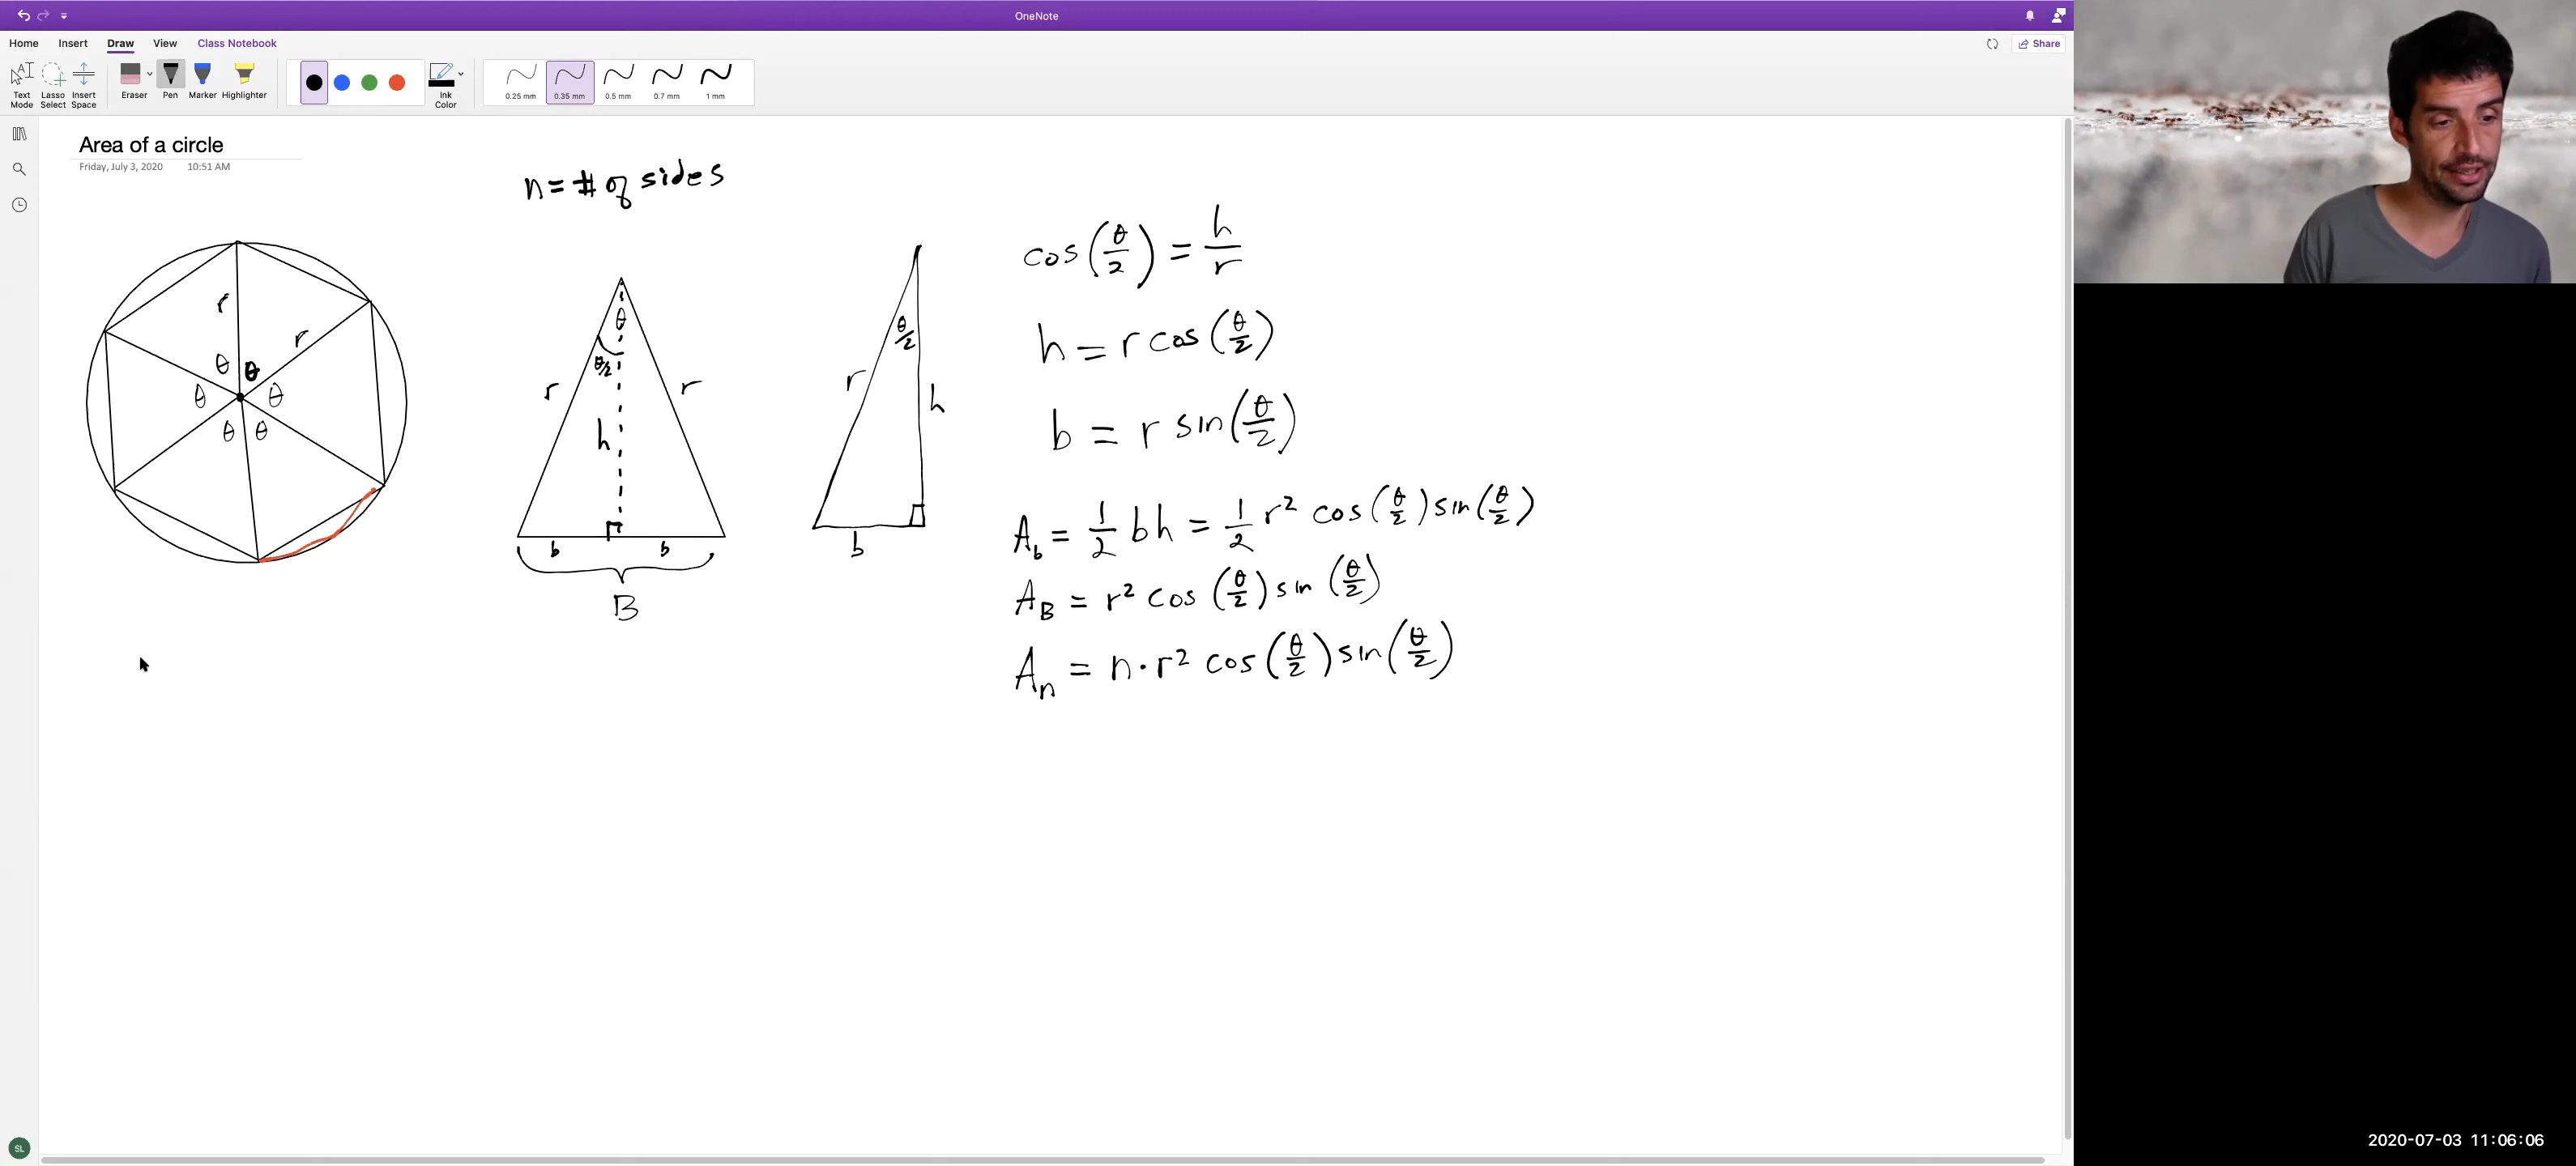 OneNote
Home Insert Draw View Class Notebook
Share
Text Mode
Lasso Select
Insert Space
Eraser
Pen
Marker
Highlighter
Ink Color
0.25 mm
0.35 mm
0.5 mm
0.7 mm
1 mm
Area of a circle
Friday, July 3, 2020 10:51 AM
n = # of sides
r
r
θ θ
θ θ
θ θ
θ
θ/2
r r
h
b b
B
θ/2
r
h
b
cos(θ/2) = h/r
h = r cos(θ/2)
b = r sin(θ/2)
A_b = 1/2 bh = 1/2 r² cos(θ/2) sin(θ/2)
A_B = r² cos(θ/2) sin(θ/2)
A_n = n · r² cos(θ/2) sin(θ/2)
SL
2020-07-03 11:06:06